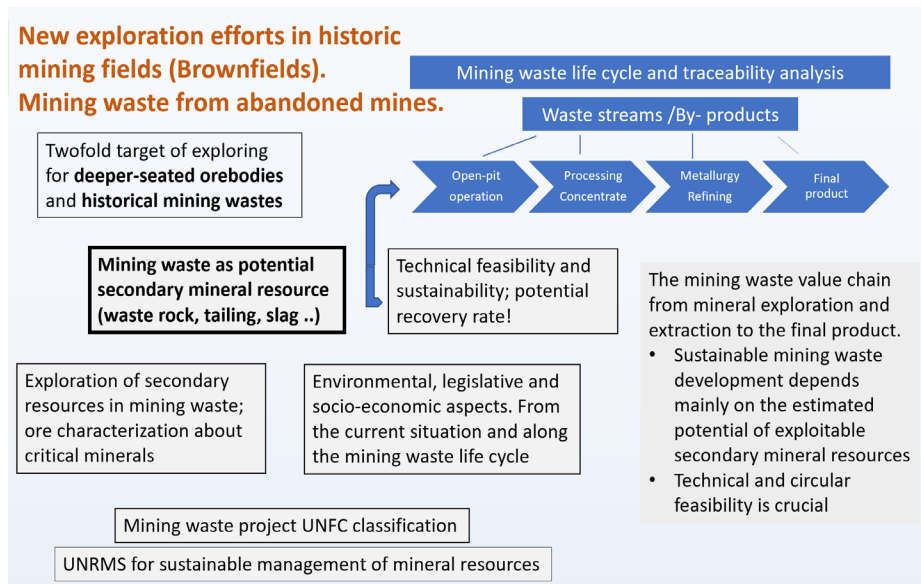 New exploration efforts in historic
mining fields (Brownfields).
Mining waste from abandoned mines.
Mining waste life cycle and traceability analysis
Waste streams /By- products
Open-pit
operation
Processing
Concentrate
Metallurgy
Refining
Final
product
Twofold target of exploring
for deeper-seated orebodies
and historical mining wastes
Mining waste as potential
secondary mineral resource
(waste rock, tailing, slag ..)
Technical feasibility and
sustainability; potential
recovery rate!
The mining waste value chain
from mineral exploration and
extraction to the final product.
• Sustainable mining waste
development depends
mainly on the estimated
potential of exploitable
secondary mineral resources
• Technical and circular
feasibility is crucial
Exploration of secondary
resources in mining waste;
ore characterization about
critical minerals
Environmental, legislative and
socio-economic aspects. From
the current situation and along
the mining waste life cycle
Mining waste project UNFC classification
UNRMS for sustainable management of mineral resources